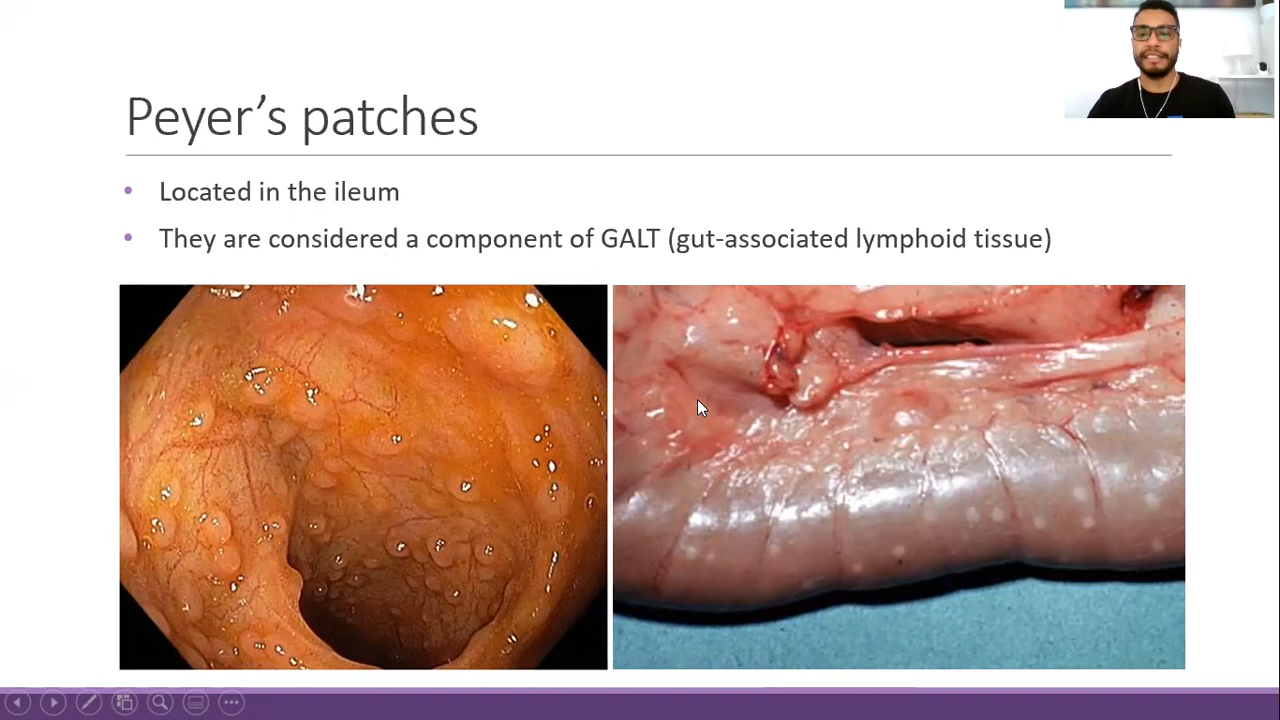 Peyer’s patches
• Located in the ileum
• They are considered a component of GALT (gut-associated lymphoid tissue)